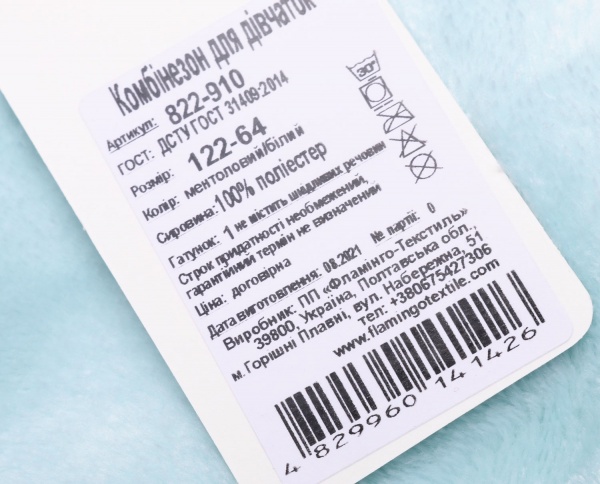 Комбінезон для дівчаток
Артикул: 822-910
ГОСТ: ДСТУ ГОСТ 31409:2014
Розмір: 122-64
Колір: ментоловий/білий
Сировина: 100% поліестер
Гатунок: 1 не містить шкідливих речовин
Строк придатності необмежений,
гарантійний термін не визначений
Ціна: договірна
Дата виготовлення: 08.2021 № партії: 0
Виробник: ПП «Фламінго-Текстиль»
39800, Україна, Полтавська обл.,
м. Горішні Плавні, вул. Набережна, 51
тел: +380675427306
www.flamingotextile.com
4 829960 141426
30°